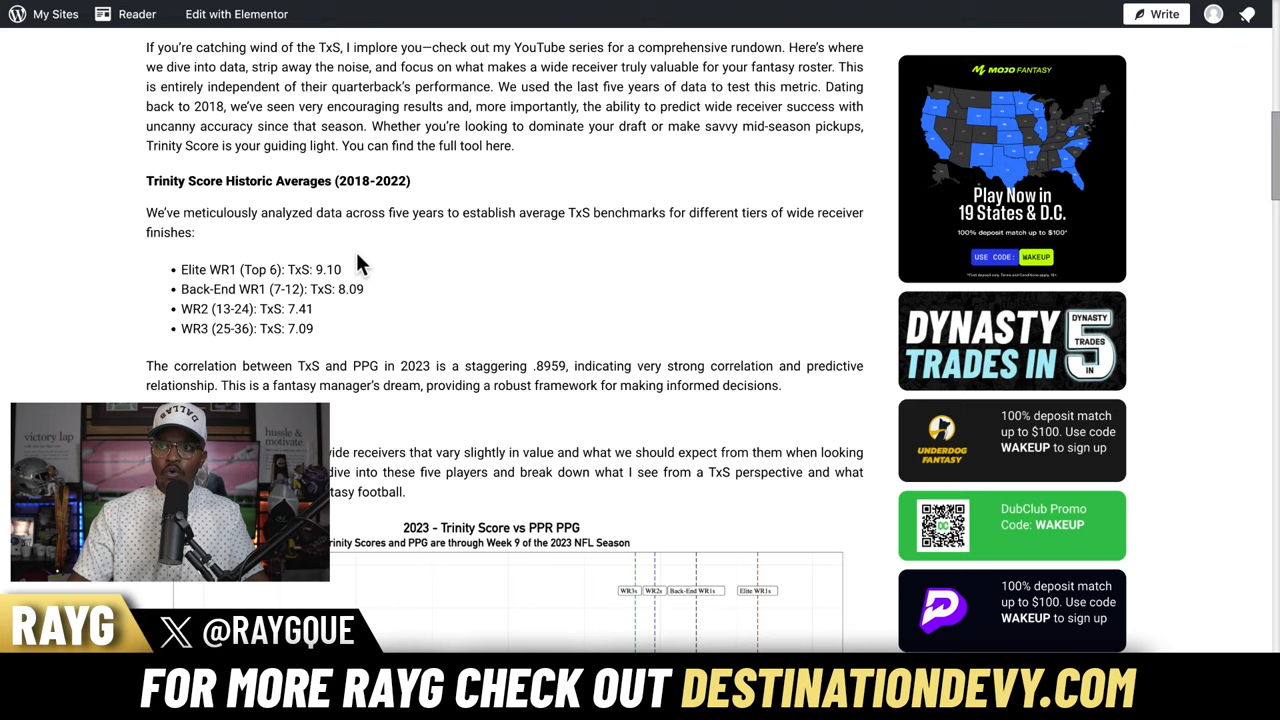 My Sites
Reader
Edit with Elementor
Write
If you're catching wind of the TxS, I implore you—check out my YouTube series for a comprehensive rundown. Here's where
we dive into data, strip away the noise, and focus on what makes a wide receiver truly valuable for your fantasy roster. This
is entirely independent of their quarterback's performance. We used the last five years of data to test this metric. Dating
back to 2018, we've seen very encouraging results and, more importantly, the ability to predict wide receiver success with
uncanny accuracy since that season. Whether you're looking to dominate your draft or make savvy mid-season pickups,
Trinity Score is your guiding light. You can find the full tool here.
Trinity Score Historic Averages (2018-2022)
We've meticulously analyzed data across five years to establish average TxS benchmarks for different tiers of wide receiver
finishes:
• Elite WR1 (Top 6): TxS: 9.10
• Back-End WR1 (7-12): TxS: 8.09
• WR2 (13-24): TxS: 7.41
• WR3 (25-36): TxS: 7.09
The correlation between TxS and PPG in 2023 is a staggering .8959, indicating very strong correlation and predictive
relationship. This is a fantasy manager's dream, providing a robust framework for making informed decisions.
wide receivers that vary slightly in value and what we should expect from them when looking
dive into these five players and break down what I see from a TxS perspective and what
football.
2023 - Trinity Score vs PPR PPG
Trinity Scores and PPG are through Week 9 of the 2023 NFL Season
WR3s
WR2s
Back-End WR1s
Elite WR1s
MOJO FANTASY
Play Now in
19 States & D.C.
100% deposit match up to $100*
USE CODE: WAKEUP
DYNASTY
TRADES IN
5
DYNASTY
TRADES
IN
UNDERDOG
FANTASY
100% deposit match
up to $100. Use code
WAKEUP to sign up
DubClub Promo
Code: WAKEUP
100% deposit match
up to $100. Use code
WAKEUP to sign up
victory lap
hussle &
motivate
DALLAS
RAYG
X @RAYGQUE
FOR MORE RAYG CHECK OUT DESTINATIONDEVY.COM